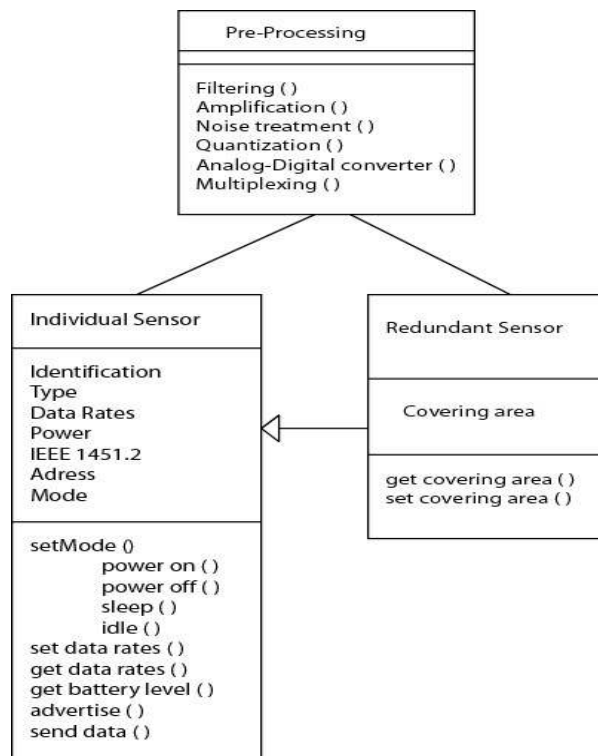 Pre-Processing
Filtering ( )
Amplification ( )
Noise treatment ( )
Quantization ( )
Analog-Digital converter ( )
Multiplexing ( )
Individual Sensor
Identification
Type
Data Rates
Power
IEEE 1451.2
Adress
Mode
setMode ()
power on ( )
power off ( )
sleep ( )
idle ( )
set data rates ( )
get data rates ( )
get battery level ( )
advertise ( )
send data ( )
Redundant Sensor
Covering area
get covering area ( )
set covering area ( )